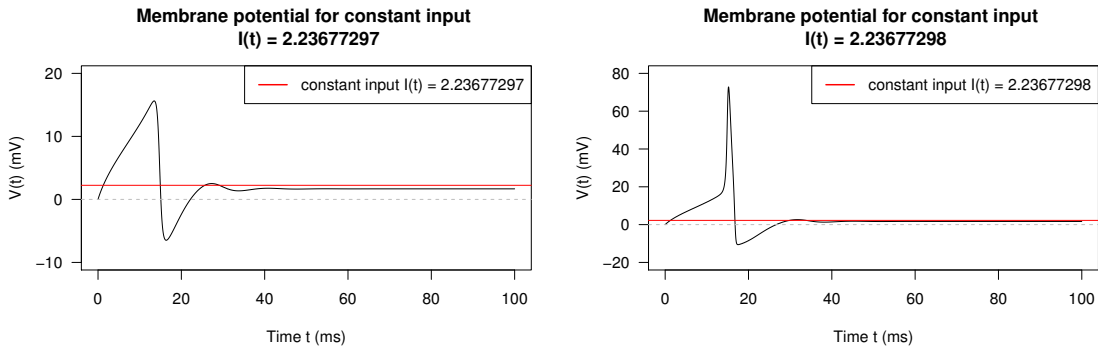 Membrane potential for constant input
I(t) = 2.23677297
constant input I(t) = 2.23677297
20
10
0
−10
V(t) (mV)
0 20 40 60 80 100
Time t (ms)
Membrane potential for constant input
I(t) = 2.23677298
constant input I(t) = 2.23677298
80
60
40
20
0
−20
V(t) (mV)
0 20 40 60 80 100
Time t (ms)